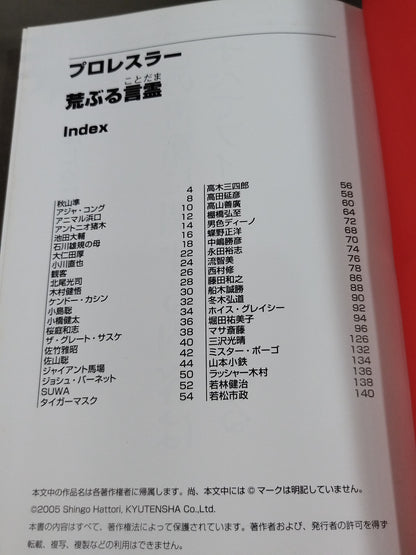 プロレスラー
ことだま
荒ぶる言霊
Index
秋山準 4
アジャ・コング 8
アニマル浜口 10
アントニオ猪木 12
池田大輔 14
石川雄規の母 16
大仁田厚 18
小川直也 22
観客 24
北尾光司 26
木村健悟 28
ケンドー・カシン 30
小島聡 32
小橋健太 34
桜庭和志 36
ザ・グレート・サスケ 38
佐竹雅昭 40
佐山聡 42
ジャイアント馬場 44
ジョシュ・バーネット 50
SUWA 52
タイガーマスク 54
高木三四郎 56
高田延彦 58
高山善廣 60
棚橋弘至 64
男色ディーノ 72
蝶野正洋 68
中嶋勝彦 70
永田裕志 74
流智美 76
西村修 78
藤田和之 86
船木誠勝 88
冬木弘道 90
ホイス・グレイシー 92
堀田祐美子 94
マサ斎藤 96
三沢光晴 126
ミスター・ポーゴ 132
山本小鉄 134
ラッシャー木村 136
若林健治 138
若松市政 140
本文中の作品名は各著作権者に帰属します。尚、本文中には © マークは明記していません。
©2005 Shingo Hattori, KYUTENSHA Co.,Ltd.
本書の内容はすべて、著作権法によって保護されています。著作者および、発行者の許可を得ず
転載、複写、複製などの利用はできません。